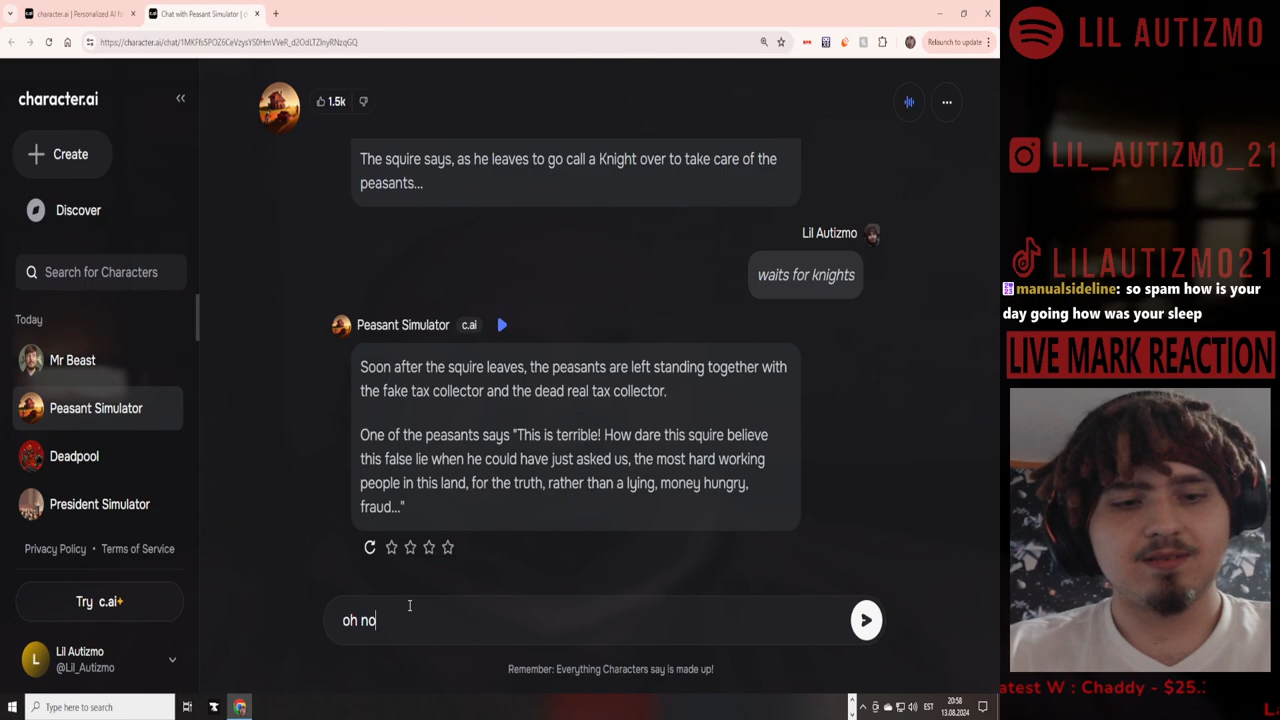 character.ai | Personalized AI fo
Chat with Peasant Simulator | c
Relaunch to update
character.ai
Create
Discover
Search for Characters
Today
Mr Beast
Peasant Simulator
Deadpool
President Simulator
Privacy Policy • Terms of Service
Try c.ai+
L
Lil Autizmo
@Lil_Autizmo
1.5k
The squire says, as he leaves to go call a Knight over to take care of the
peasants...
Lil Autizmo
waits for knights
Peasant Simulator c.ai
Soon after the squire leaves, the peasants are left standing together with
the fake tax collector and the dead real tax collector.
One of the peasants says "This is terrible! How dare this squire believe
this false lie when he could have just asked us, the most hard working
people in this land, for the truth, rather than a lying, money hungry,
fraud..."
oh no
Remember: Everything Characters say is made up!
Type here to search
EST
20:58
13.08.2024
LIL AUTIZMO
LIL_AUTIZMO_21
LILAUTIZMO21
manualsideline: so spam how is your
day going how was your sleep
LIVE MARK REACTION
atest W : Chaddy - $25.